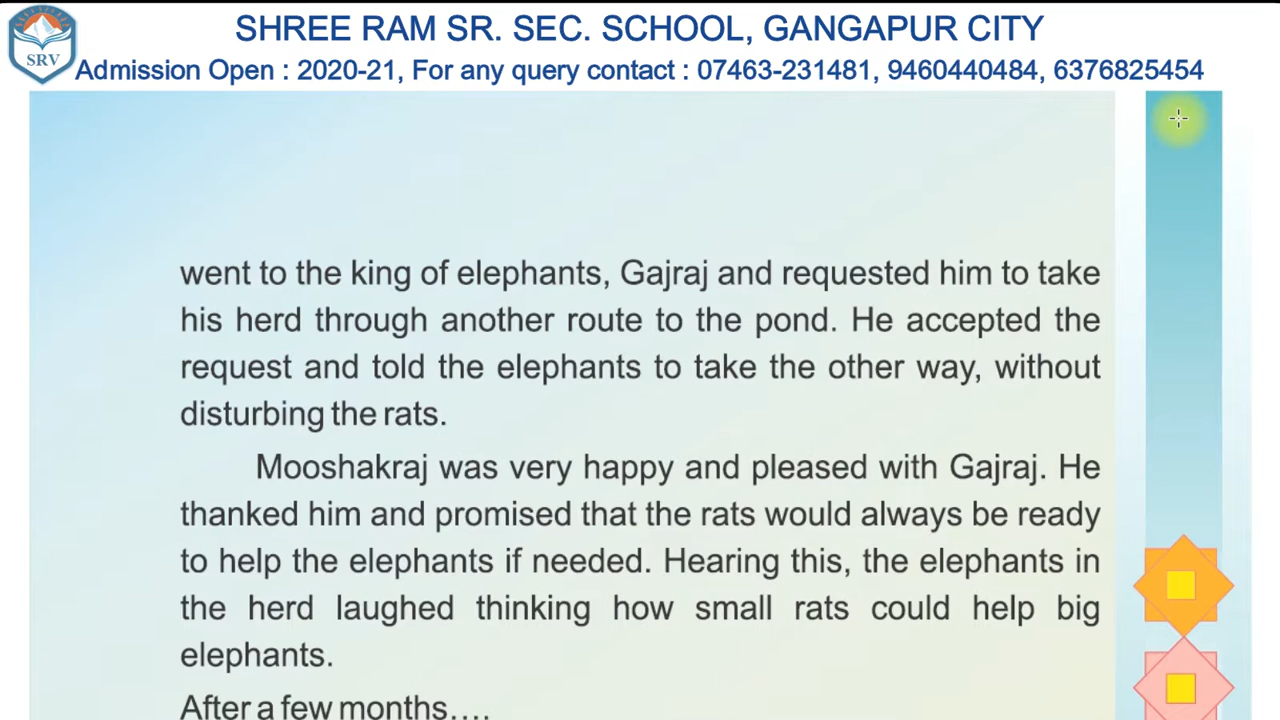 SHREE RAM SR. SEC. SCHOOL, GANGAPUR CITY
SRV
Admission Open : 2020-21, For any query contact : 07463-231481, 9460440484, 6376825454
went to the king of elephants, Gajraj and requested him to take
his herd through another route to the pond. He accepted the
request and told the elephants to take the other way, without
disturbing the rats.
Mooshakraj was very happy and pleased with Gajraj. He
thanked him and promised that the rats would always be ready
to help the elephants if needed. Hearing this, the elephants in
the herd laughed thinking how small rats could help big
elephants.
After a few months....